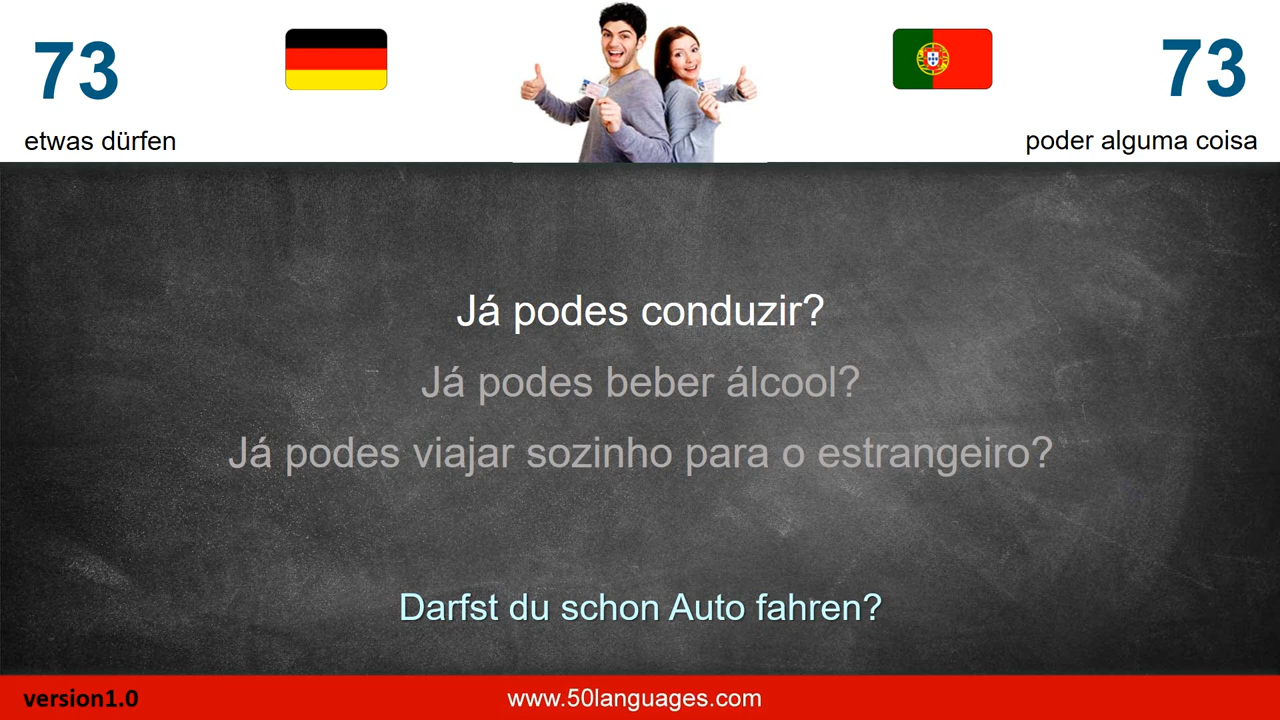 73
73
etwas dürfen
poder alguma coisa
Já podes conduzir?
Já podes beber álcool?
Já podes viajar sozinho para o estrangeiro?
Darfst du schon Auto fahren?
version1.0
www.50languages.com